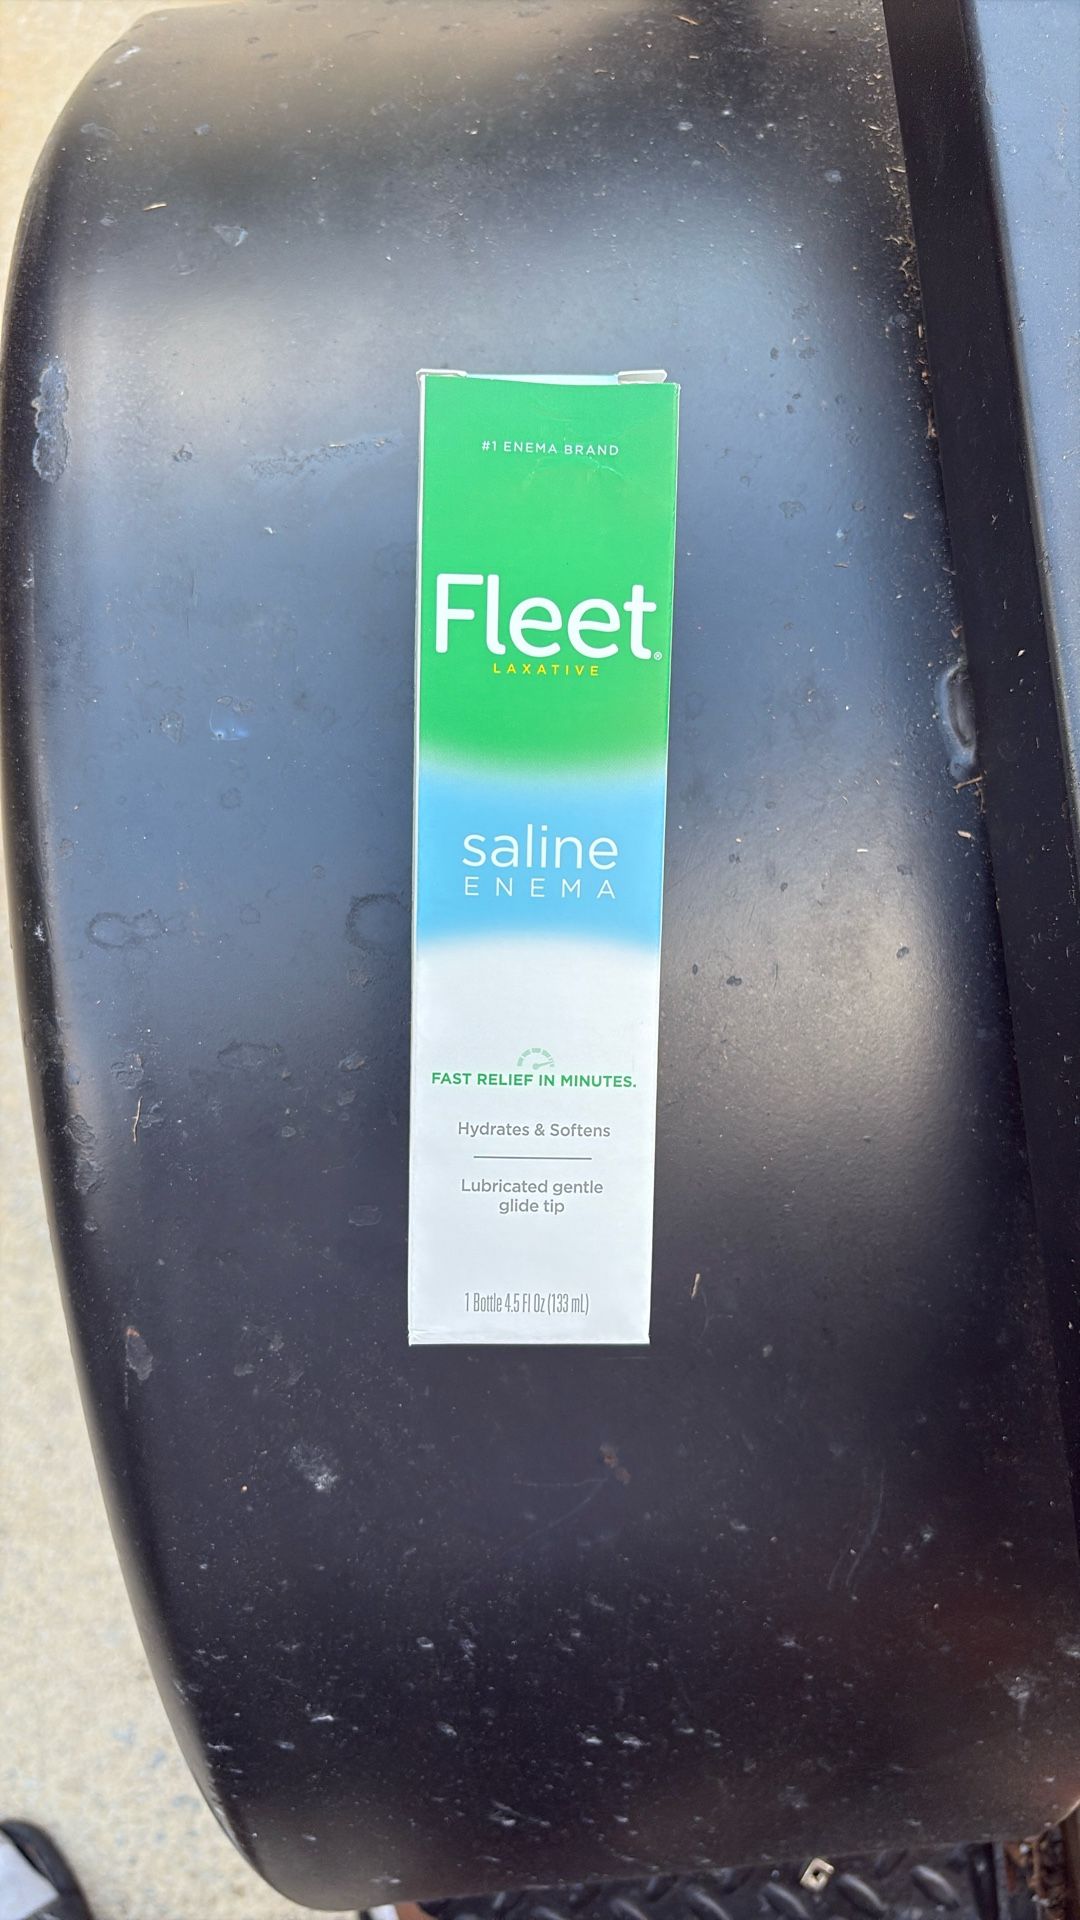 #1 ENEMA BRAND
Fleet®
LAXATIVE
saline
ENEMA
FAST RELIEF IN MINUTES.
Hydrates & Softens
Lubricated gentle
glide tip
1 Bottle 4.5 Fl Oz (133 mL)